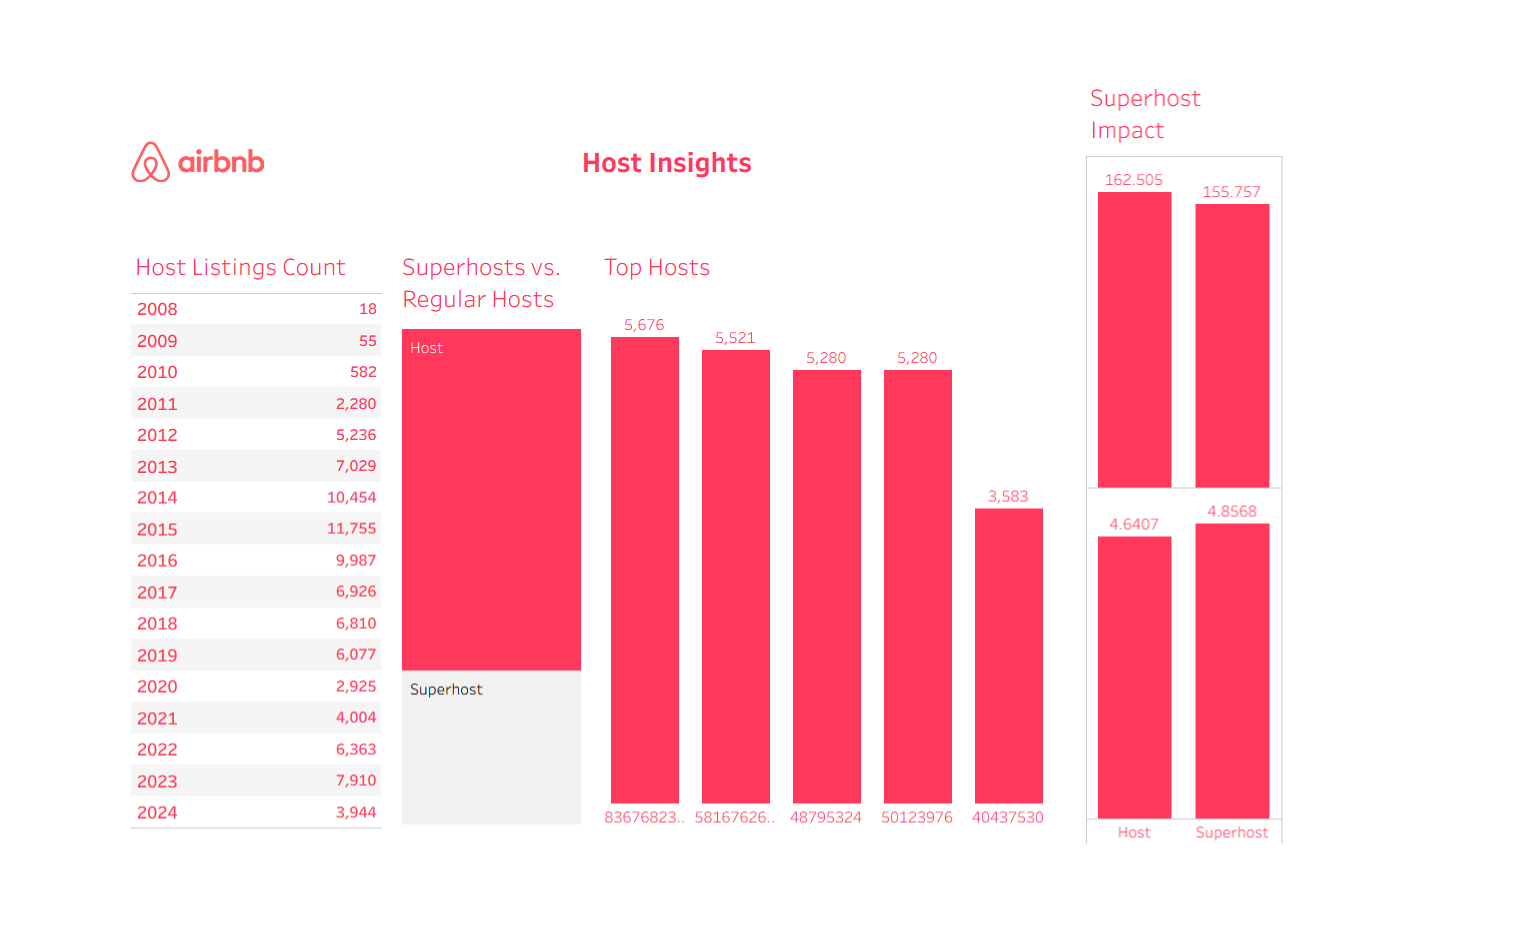 airbnb
Host Insights
Host Listings Count
2008 18
2009 55
2010 582
2011 2,280
2012 5,236
2013 7,029
2014 10,454
2015 11,755
2016 9,987
2017 6,926
2018 6,810
2019 6,077
2020 2,925
2021 4,004
2022 6,363
2023 7,910
2024 3,944
Superhosts vs.
Regular Hosts
Host
Superhost
Top Hosts
5,676
5,521
5,280
5,280
3,583
83676823.. 58167626.. 48795324 50123976 40437530
Superhost
Impact
162.505
155.757
4.6407
4.8568
Host Superhost